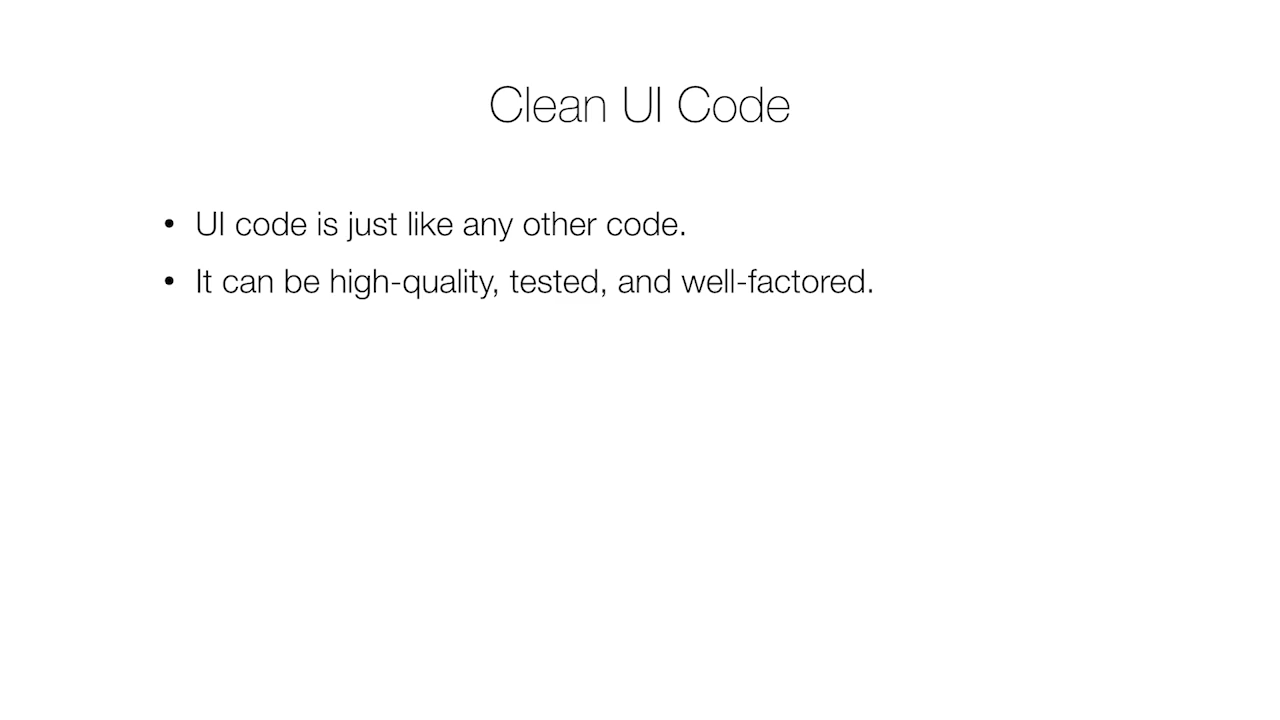 Clean UI Code
• UI code is just like any other code.
• It can be high-quality, tested, and well-factored.